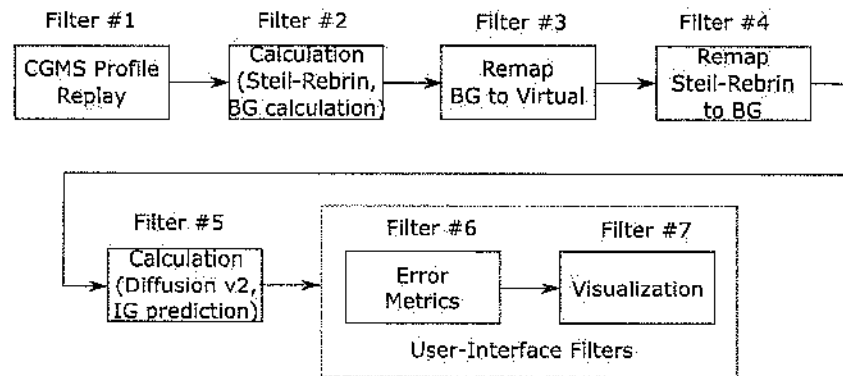 Filter #1
CGMS Profile
Replay
Filter #2
Calculation
(Steil-Rebrin,
BG calculation)
Filter #3
Remap
BG to Virtual
Filter #4
Remap
Steil-Rebrin
to BG
Filter #5
Calculation
(Diffusion v2,
IG prediction)
Filter #6
Error
Metrics
Filter #7
Visualization
User-Interface Filters